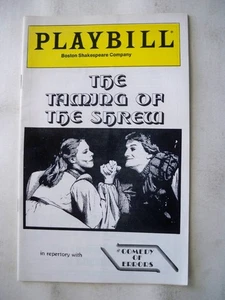 PLAYBILL
Boston Shakespeare Company
THE
TAMING OF
THE SHREW
in repertory with
COMEDY
OF
ERRORS